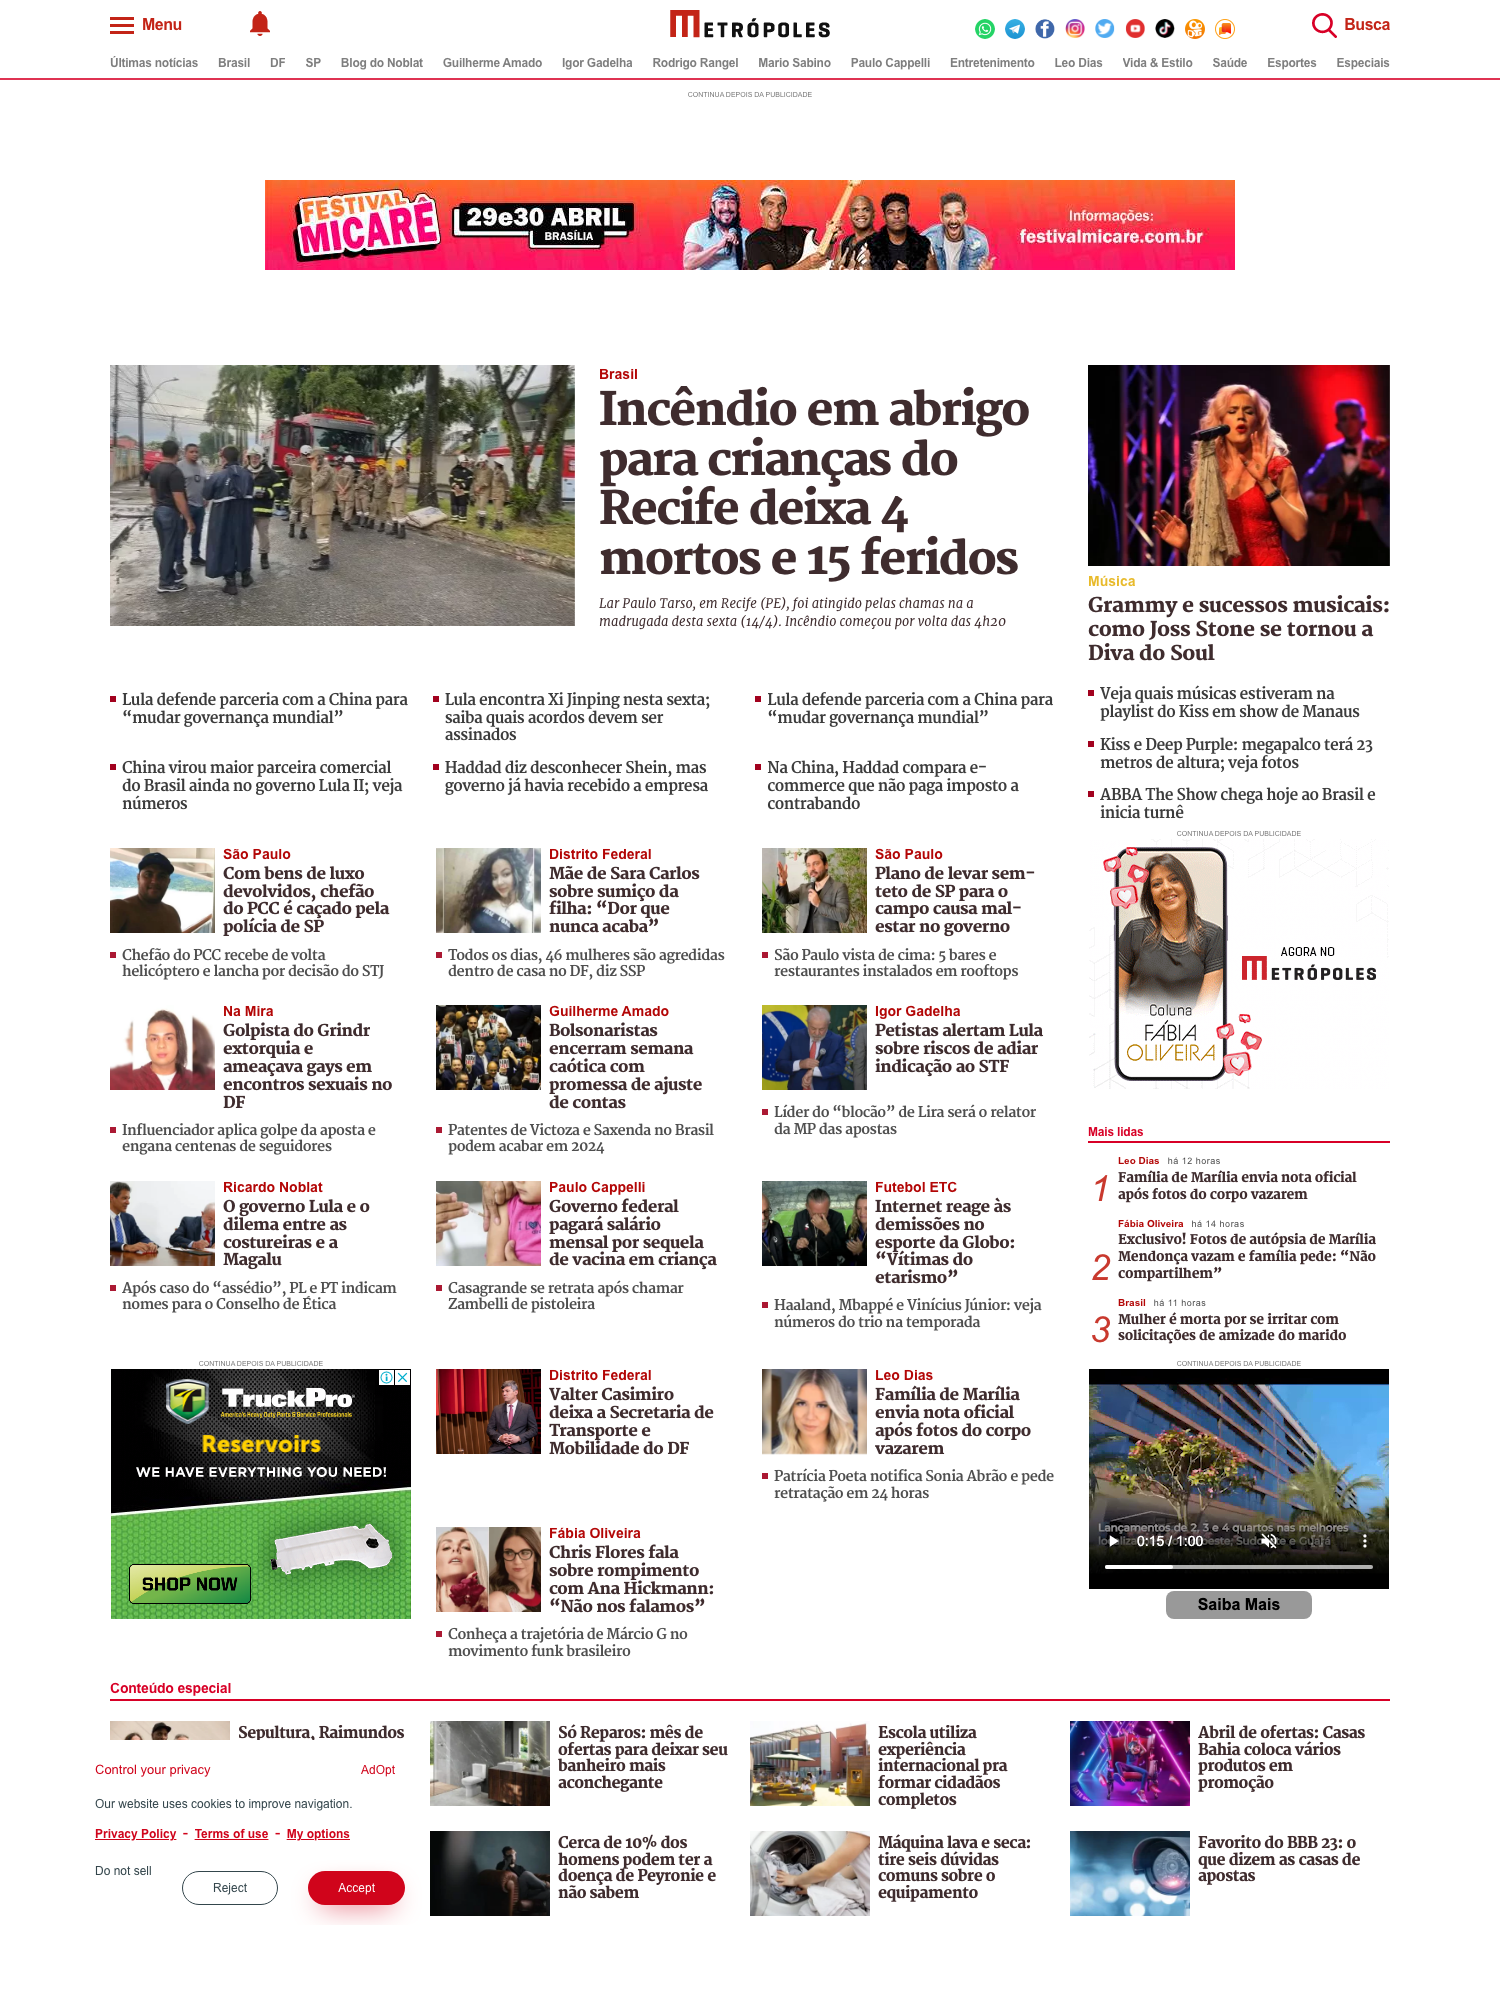 Menu
METRÓPOLES
Busca
Últimas notícias Brasil DF SP Blog do Noblat Guilherme Amado Igor Gadelha Rodrigo Rangel Mario Sabino Paulo Cappelli Entretenimento Leo Dias Vida & Estilo Saúde Esportes Especiais
CONTINUA DEPOIS DA PUBLICIDADE
FESTIVAL
MICARÊ
29e30 ABRIL
BRASÍLIA
Informações:
festivalmicare.com.br
Brasil
Incêndio em abrigo
para crianças do
Recife deixa 4
mortos e 15 feridos
Lar Paulo Tarso, em Recife (PE), foi atingido pelas chamas na a
madrugada desta sexta (14/4). Incêndio começou por volta das 4h20
Música
Grammy e sucessos musicais:
como Joss Stone se tornou a
Diva do Soul
Veja quais músicas estiveram na
playlist do Kiss em show de Manaus
Kiss e Deep Purple: megapalco terá 23
metros de altura; veja fotos
ABBA The Show chega hoje ao Brasil e
inicia turnê
Lula defende parceria com a China para
“mudar governança mundial”
Lula encontra Xi Jinping nesta sexta;
saiba quais acordos devem ser
assinados
Lula defende parceria com a China para
“mudar governança mundial”
China virou maior parceira comercial
do Brasil ainda no governo Lula II; veja
números
Haddad diz desconhecer Shein, mas
governo já havia recebido a empresa
Na China, Haddad compara e-
commerce que não paga imposto a
contrabando
São Paulo
Com bens de luxo
devolvidos, chefão
do PCC é caçado pela
polícia de SP
Chefão do PCC recebe de volta
helicóptero e lancha por decisão do STJ
Distrito Federal
Mãe de Sara Carlos
sobre sumiço da
filha: “Dor que
nunca acaba”
Todos os dias, 46 mulheres são agredidas
dentro de casa no DF, diz SSP
São Paulo
Plano de levar sem-
teto de SP para o
campo causa mal-
estar no governo
São Paulo vista de cima: 5 bares e
restaurantes instalados em rooftops
CONTINUA DEPOIS DA PUBLICIDADE
AGORA NO
METRÓPOLES
Coluna
FÁBIA
OLIVEIRA
Na Mira
Golpista do Grindr
extorquia e
ameaçava gays em
encontros sexuais no
DF
Influenciador aplica golpe da aposta e
engana centenas de seguidores
Guilherme Amado
Bolsonaristas
encerram semana
caótica com
promessa de ajuste
de contas
Patentes de Victoza e Saxenda no Brasil
podem acabar em 2024
Igor Gadelha
Petistas alertam Lula
sobre riscos de adiar
indicação ao STF
Líder do “blocão” de Lira será o relator
da MP das apostas
Mais lidas
Leo Dias há 12 horas
1
Família de Marília envia nota oficial
após fotos do corpo vazarem
Fábia Oliveira há 14 horas
2
Exclusivo! Fotos de autópsia de Marília
Mendonça vazam e família pede: “Não
compartilhem”
Brasil há 11 horas
3
Mulher é morta por se irritar com
solicitações de amizade do marido
Ricardo Noblat
O governo Lula e o
dilema entre as
costureiras e a
Magalu
Após caso do “assédio”, PL e PT indicam
nomes para o Conselho de Ética
Paulo Cappelli
Governo federal
pagará salário
mensal por sequela
de vacina em criança
Casagrande se retrata após chamar
Zambelli de pistoleira
Futebol ETC
Internet reage às
demissões no
esporte da Globo:
“Vítimas do
etarismo”
Haaland, Mbappé e Vinícius Júnior: veja
números do trio na temporada
CONTINUA DEPOIS DA PUBLICIDADE
TruckPro
America's Heavy Duty Parts & Service Professionals
Reservoirs
WE HAVE EVERYTHING YOU NEED!
SHOP NOW
Distrito Federal
Valter Casimiro
deixa a Secretaria de
Transporte e
Mobilidade do DF
Leo Dias
Família de Marília
envia nota oficial
após fotos do corpo
vazarem
Patrícia Poeta notifica Sonia Abrão e pede
retratação em 24 horas
Fábia Oliveira
Chris Flores fala
sobre rompimento
com Ana Hickmann:
“Não nos falamos”
Conheça a trajetória de Márcio G no
movimento funk brasileiro
CONTINUA DEPOIS DA PUBLICIDADE
Lançamentos de 2, 3 e 4 quartos nas melhores
0:15 / 1:00
Saiba Mais
Conteúdo especial
Sepultura, Raimundos
Só Reparos: mês de
ofertas para deixar seu
banheiro mais
aconchegante
Escola utiliza
experiência
internacional pra
formar cidadãos
completos
Abril de ofertas: Casas
Bahia coloca vários
produtos em
promoção
Cerca de 10% dos
homens podem ter a
doença de Peyronie e
não sabem
Máquina lava e seca:
tire seis dúvidas
comuns sobre o
equipamento
Favorito do BBB 23: o
que dizem as casas de
apostas
Control your privacy
AdOpt
Our website uses cookies to improve navigation.
Privacy Policy - Terms of use - My options
Do not sell
Reject
Accept